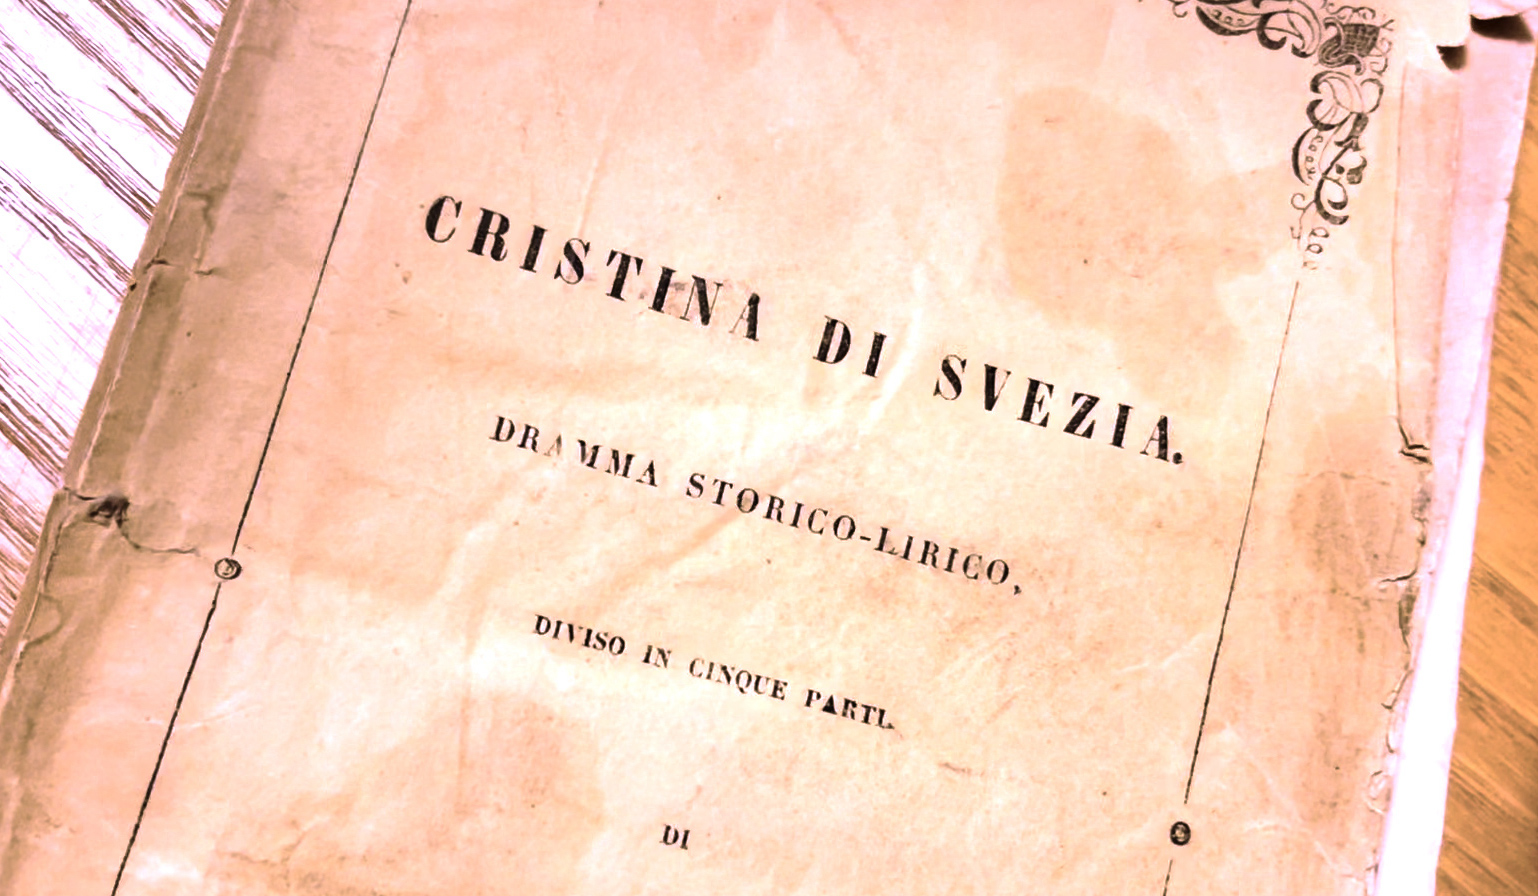 CRISTINA DI SVEZIA.
DRAMMA STORICO-LIRICO,
DIVISO IN CINQUE PARTI.
DI